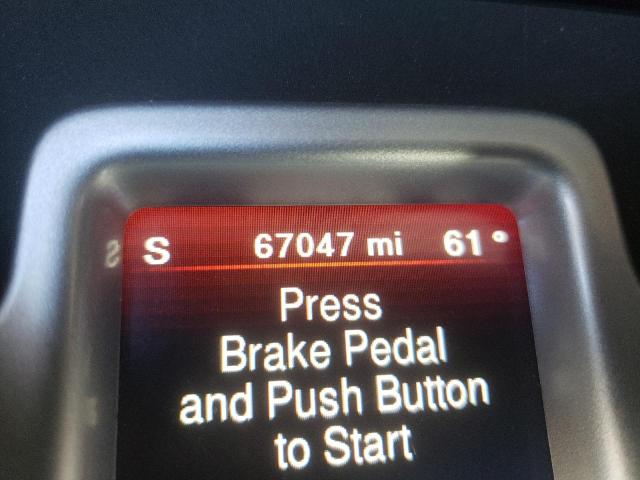 S 67047 mi 61°
Press
Brake Pedal
and Push Button
to Start